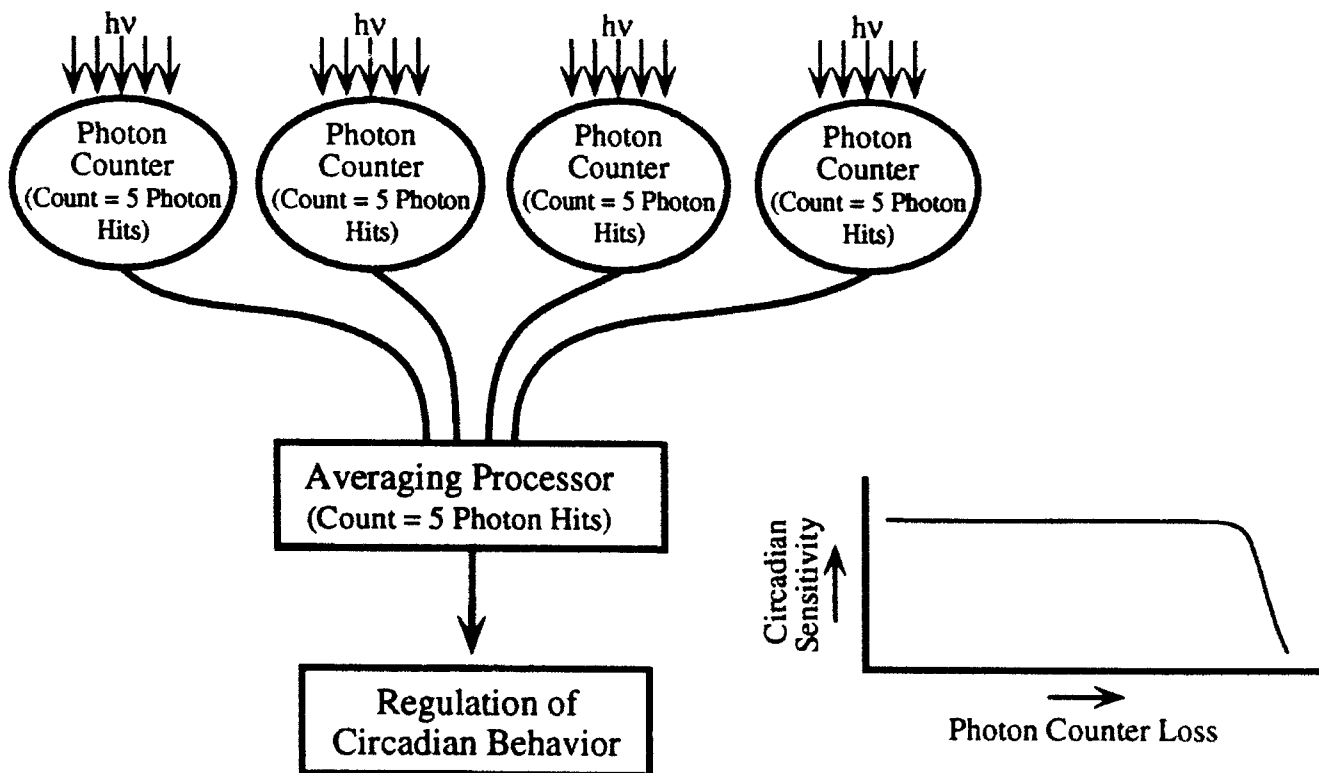 hν
hν
hν
hν
Photon
Counter
(Count = 5 Photon
Hits)
Photon
Counter
(Count = 5 Photon
Hits)
Photon
Counter
(Count = 5 Photon
Hits)
Photon
Counter
(Count = 5 Photon
Hits)
Averaging Processor
(Count = 5 Photon Hits)
Regulation of
Circadian Behavior
Circadian
Sensitivity
Photon Counter Loss